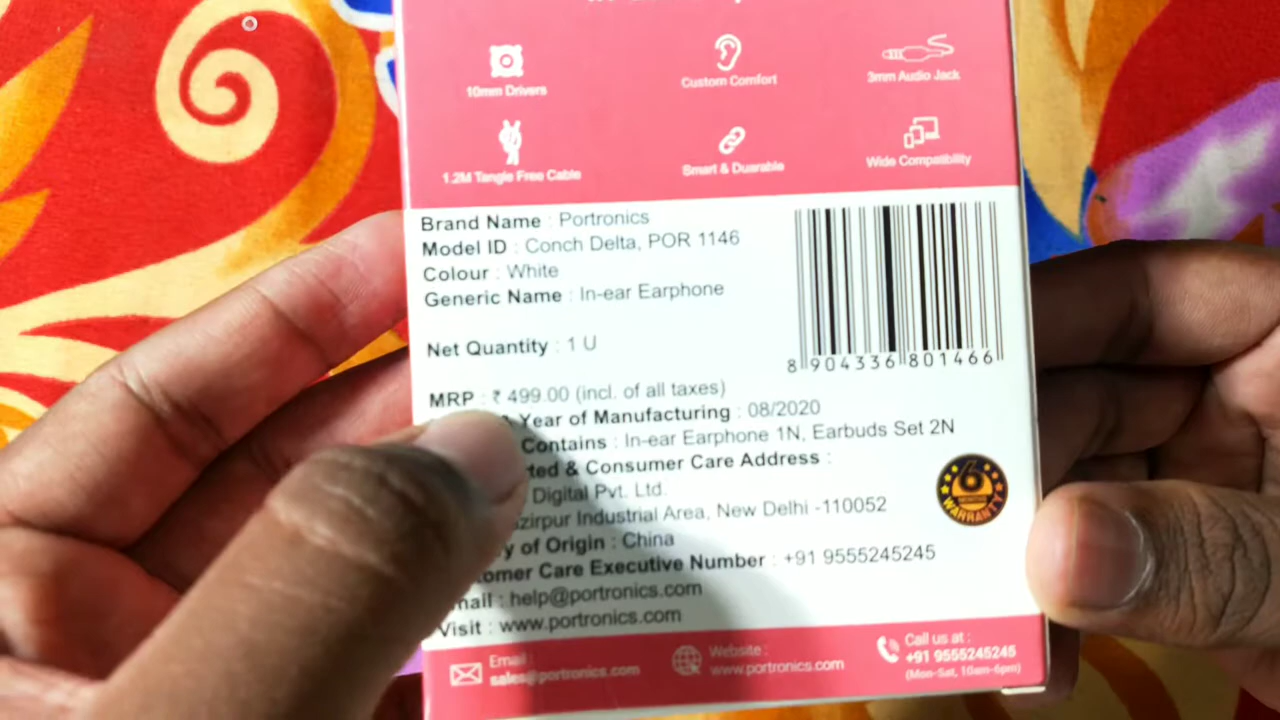 10mm Drivers
Custom Comfort
3mm Audio Jack
1.2M Tangle Free Cable
Smart & Duarable
Wide Compatibility
Brand Name : Portronics
Model ID : Conch Delta, POR 1146
Colour : White
Generic Name : In-ear Earphone
Net Quantity : 1 U
8 904336 801466
MRP : ₹ 499.00 (incl. of all taxes)
Year of Manufacturing : 08/2020
Contains : In-ear Earphone 1N, Earbuds Set 2N
& Consumer Care Address :
Digital Pvt. Ltd.
Industrial Area, New Delhi -110052
of Origin : China
Care Executive Number : +91 9555245245
: help@portronics.com
Visit : www.portronics.com
6
MONTHS
WARRANTY
Email :
sales@portronics.com
Website :
www.portronics.com
Call us at :
+91 9555245245
(Mon-Sat, 10am-6pm)